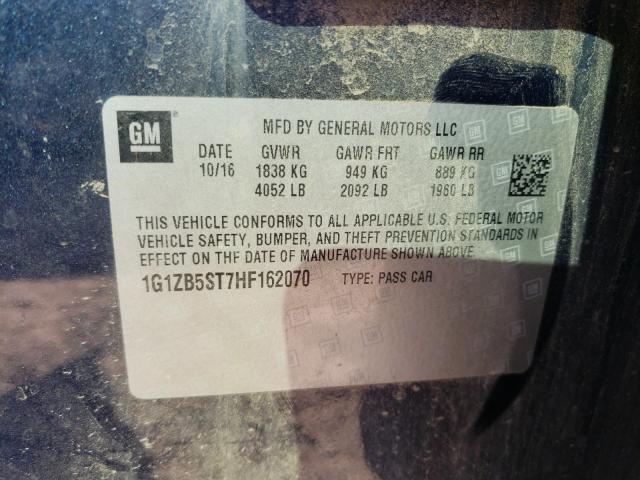 GM
MFD BY GENERAL MOTORS LLC
DATE GVWR GAWR FRT GAWR RR
10/16 1838 KG 949 KG 889 KG
4052 LB 2092 LB 1960 LB
THIS VEHICLE CONFORMS TO ALL APPLICABLE U.S. FEDERAL MOTOR
VEHICLE SAFETY, BUMPER, AND THEFT PREVENTION STANDARDS IN
EFFECT ON THE DATE OF MANUFACTURE SHOWN ABOVE
1G1ZB5ST7HF162070 TYPE: PASS CAR